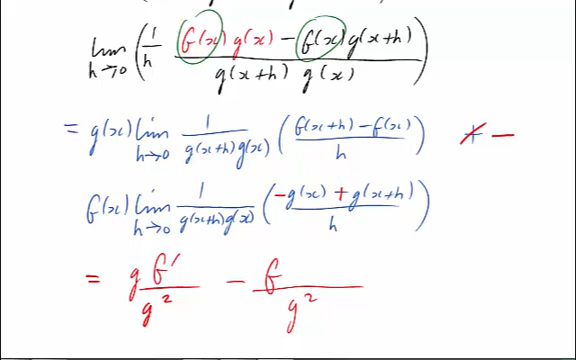 lim h→0 ( 1/h (f(x) g(x) − f(x) g(x+h)) / (g(x+h) g(x)) )
= g(x) lim h→0 1/(g(x+h)g(x)) ( (f(x+h) − f(x)) / h ) + −
f(x) lim h→0 1/(g(x+h)g(x)) ( (−g(x) + g(x+h)) / h )
= g f′ / g² − f / g²